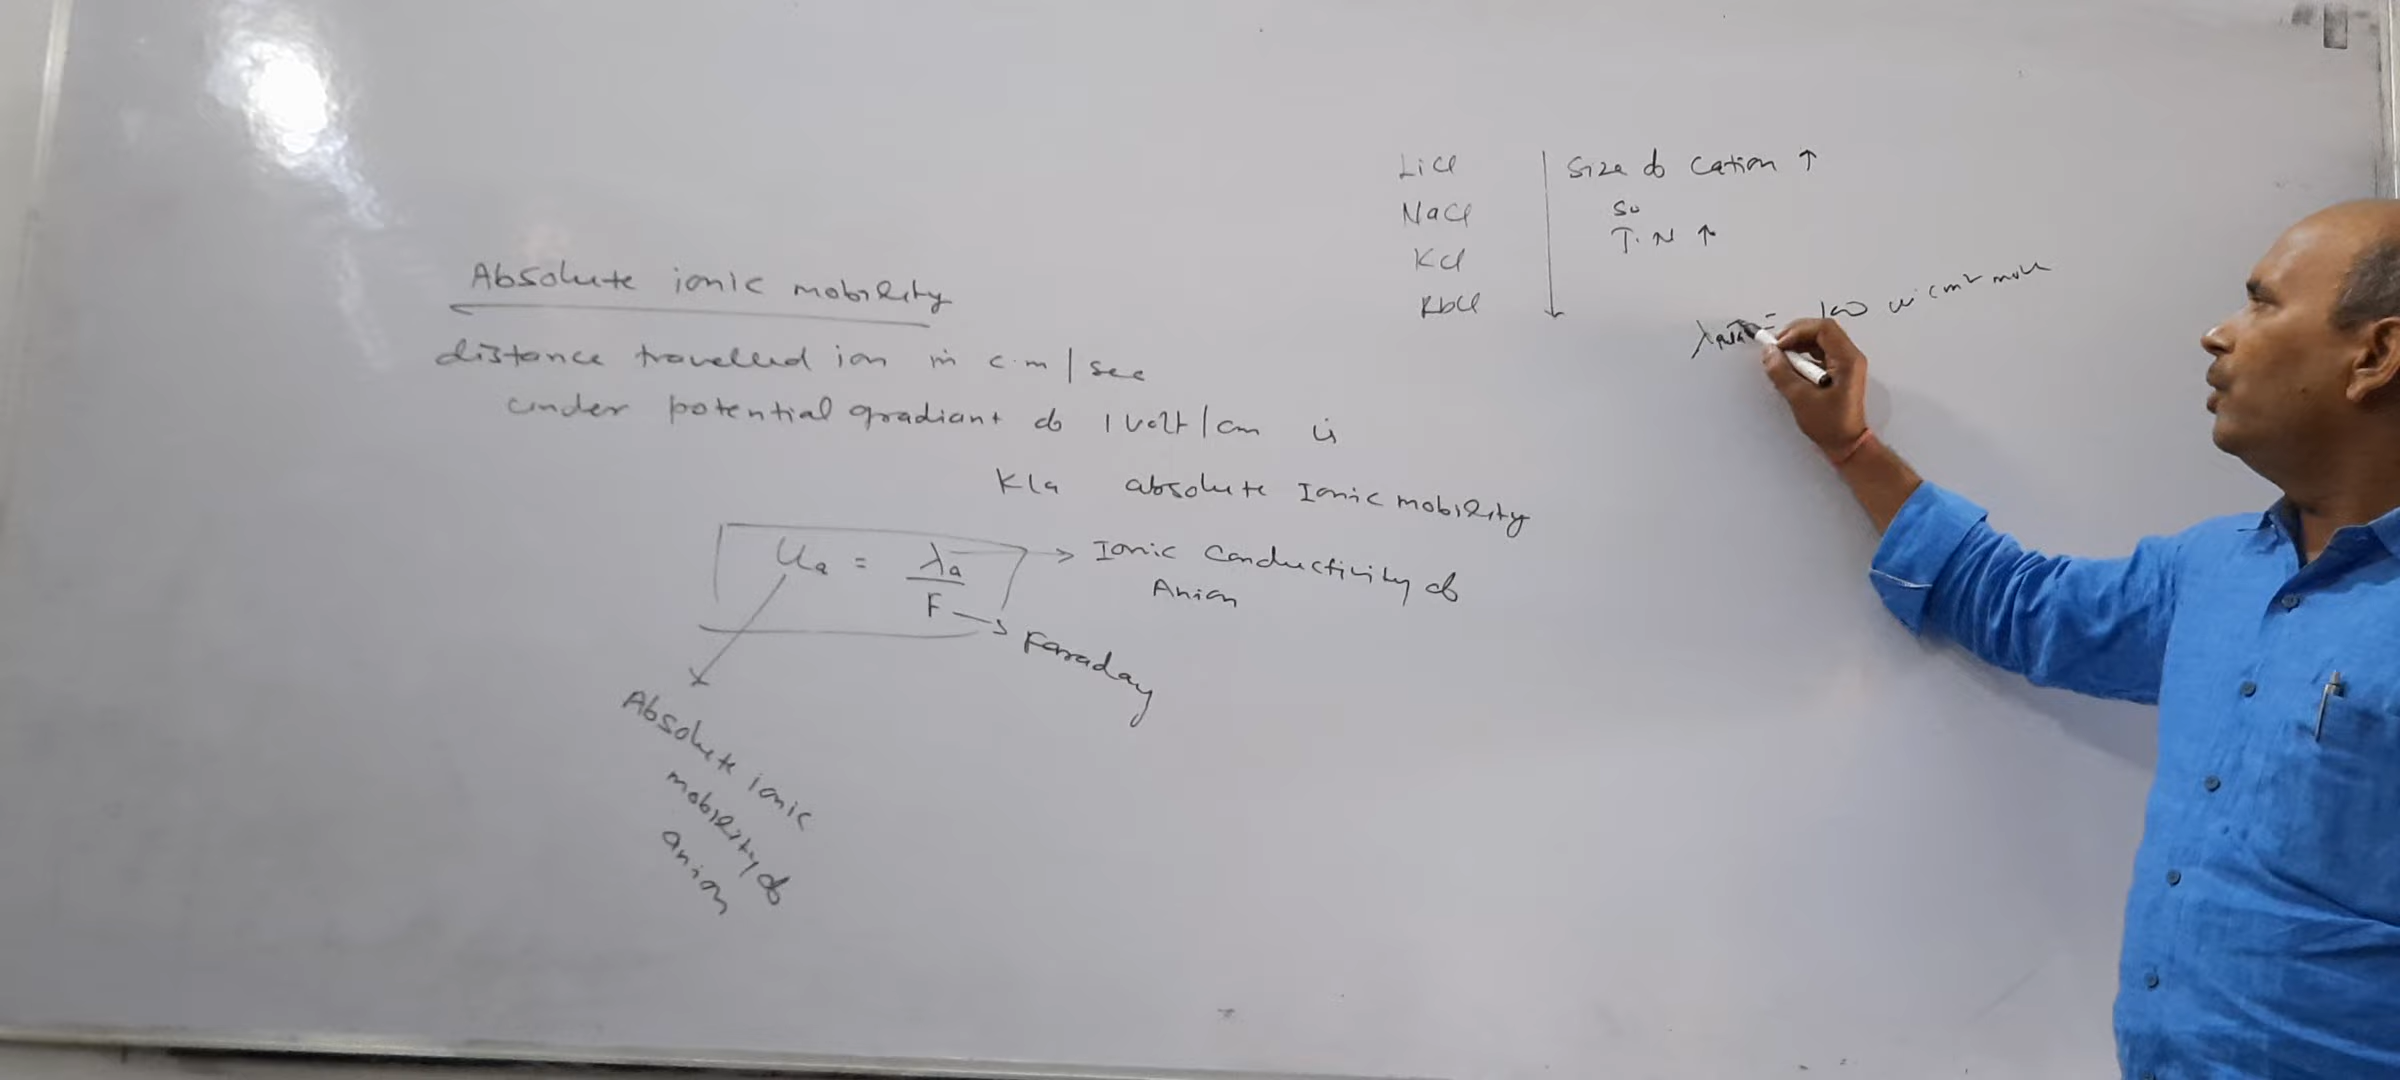 Absolute ionic mobility
distance travelled ion in c.m/sec
under potential gradiant of 1 volt/cm is
K/a absolute Ionic mobility
Ua = λa / F
→ Ionic Conductivity of
Anion
→ Faraday
Absolute ionic
mobility of
anion
LiCl
NaCl
KCl
RbCl
Size of Cation ↑
So
T.N ↑
= 100